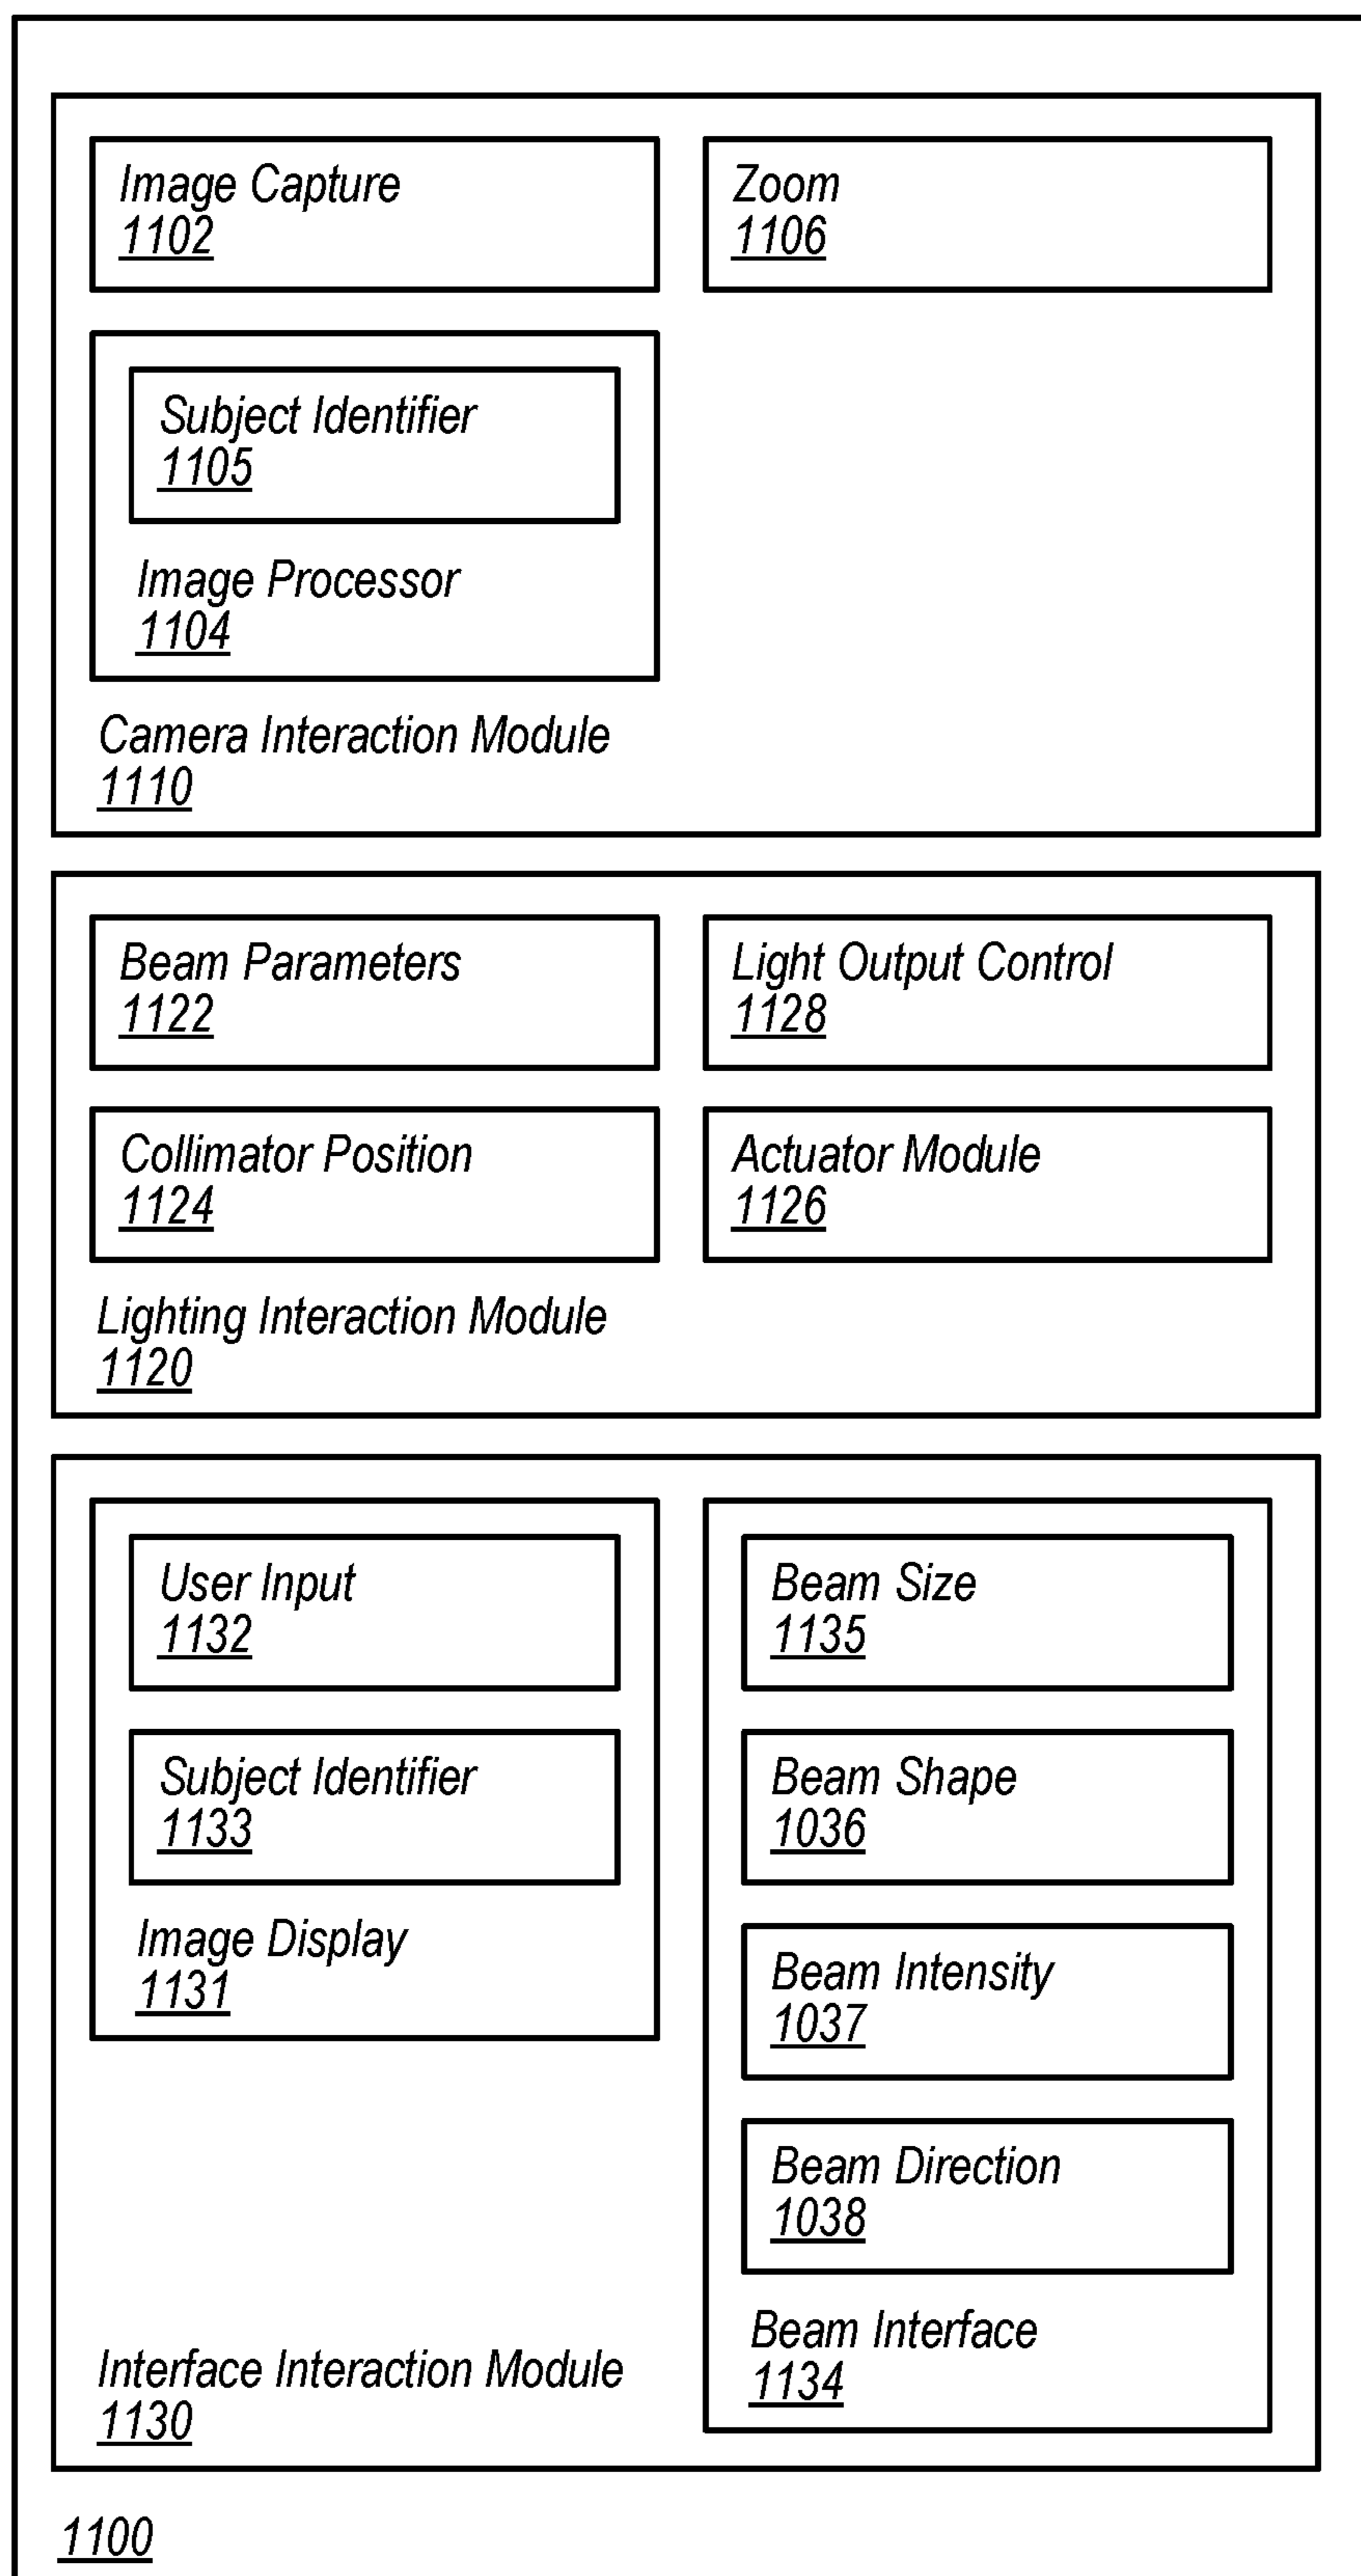 Image Capture
1102
Zoom
1106
Subject Identifier
1105
Image Processor
1104
Camera Interaction Module
1110
Beam Parameters
1122
Light Output Control
1128
Collimator Position
1124
Actuator Module
1126
Lighting Interaction Module
1120
User Input
1132
Subject Identifier
1133
Image Display
1131
Beam Size
1135
Beam Shape
1036
Beam Intensity
1037
Beam Direction
1038
Beam Interface
1134
Interface Interaction Module
1130
1100